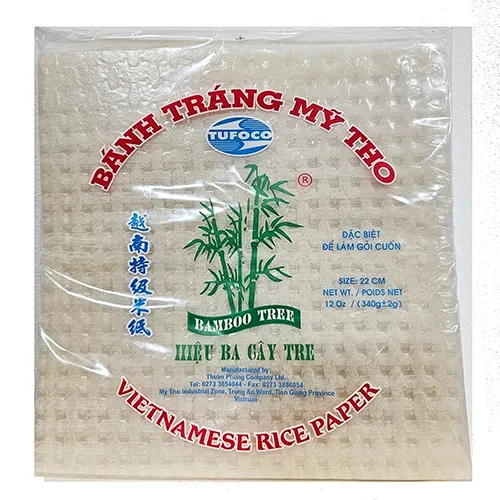 BÁNH TRÁNG MỸ THO
TUFOCO
®
越南特级米纸
ĐẶC BIỆT
ĐỂ LÀM GỎI CUỐN
SIZE: 22 CM
NET WT. / POIDS NET
12 Oz / (340g±2g)
BAMBOO TREE
HIỆU BA CÂY TRE
Manufactured by:
Thuan Phong Company Ltd.
Tel: 0273 3854044 - Fax: 0273 3854054
My Tho Industrial Zone, Trung An Ward, Tien Giang Province
Vietnam
VIETNAMESE RICE PAPER